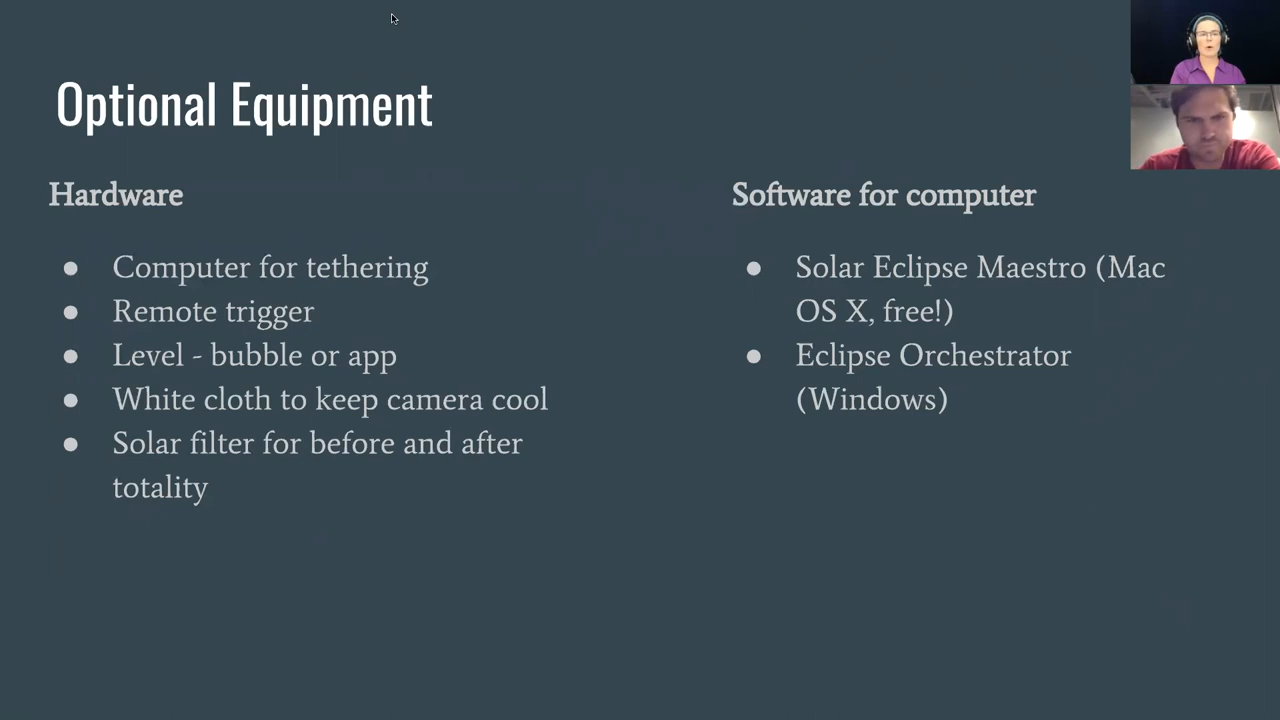 Optional Equipment
Hardware
● Computer for tethering
● Remote trigger
● Level - bubble or app
● White cloth to keep camera cool
● Solar filter for before and after
totality
Software for computer
● Solar Eclipse Maestro (Mac
OS X, free!)
● Eclipse Orchestrator
(Windows)